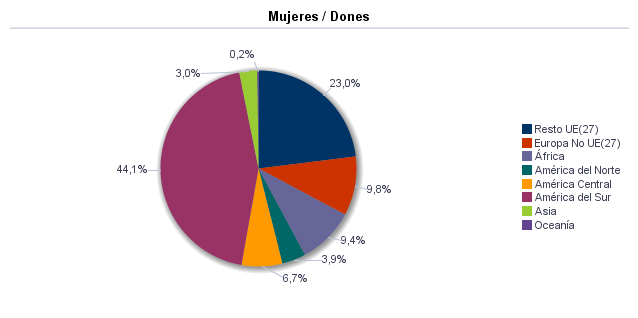 Mujeres / Dones
0,2%
3,0%
23,0%
44,1%
9,8%
9,4%
3,9%
6,7%
Resto UE(27)
Europa No UE(27)
África
América del Norte
América Central
América del Sur
Asia
Oceanía